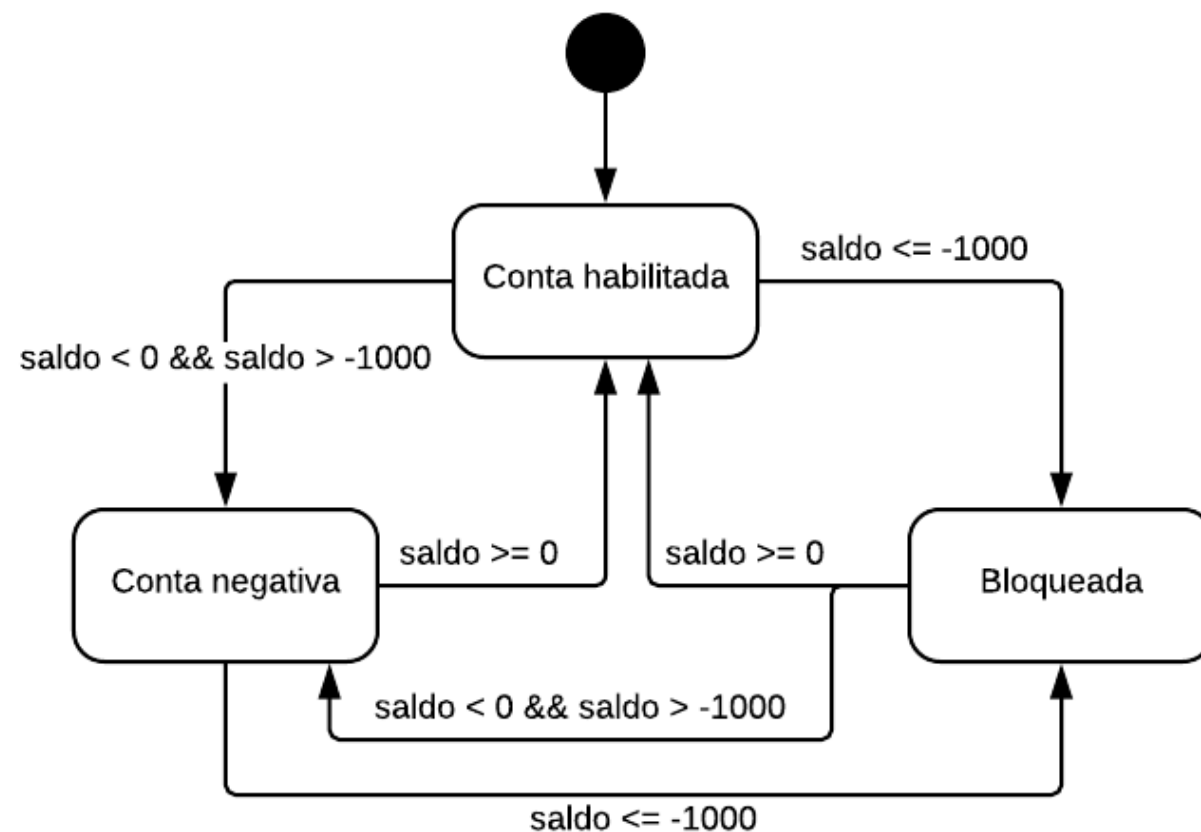 Conta habilitada
saldo <= -1000
saldo < 0 && saldo > -1000
Conta negativa
saldo >= 0
saldo >= 0
Bloqueada
saldo < 0 && saldo > -1000
saldo <= -1000